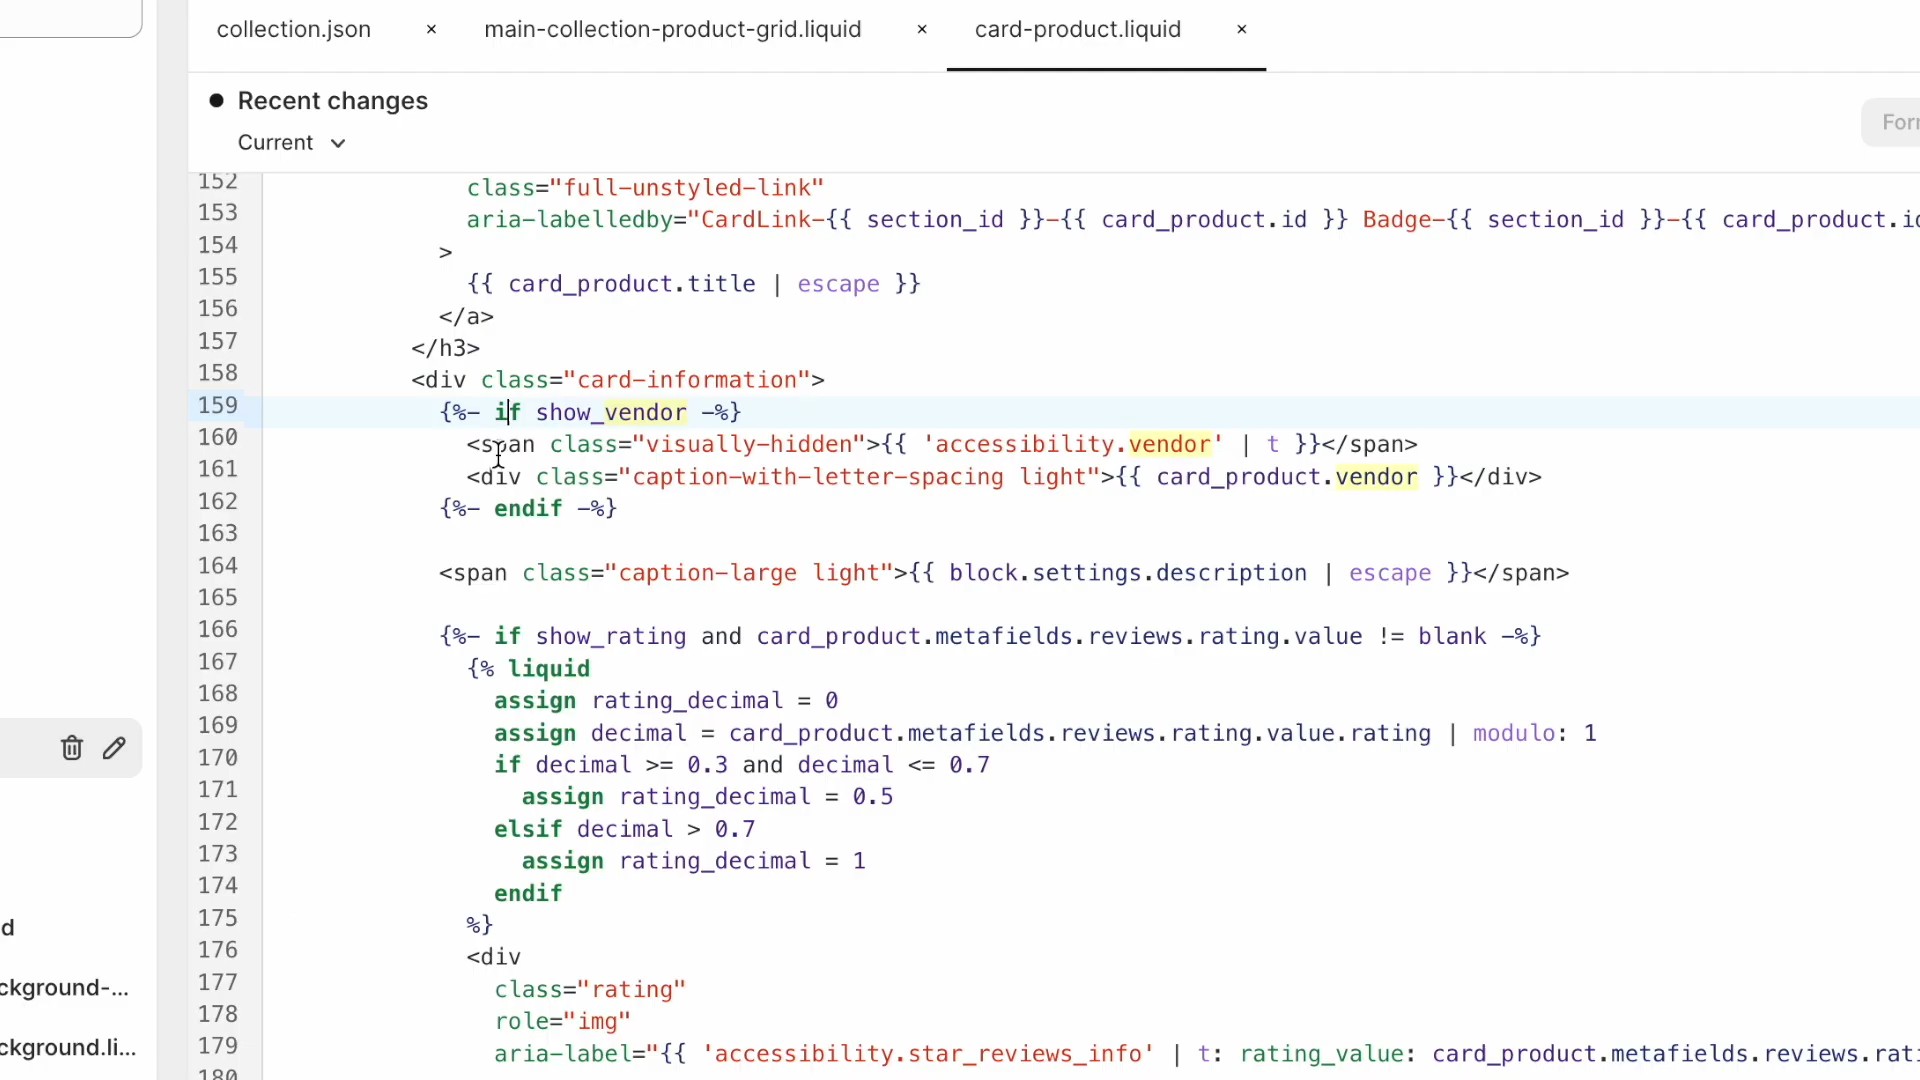 collection.json × main-collection-product-grid.liquid × card-product.liquid ×
Recent changes
Current
152 class="full-unstyled-link"
153 aria-labelledby="CardLink-{{ section_id }}-{{ card_product.id }} Badge-{{ section_id }}-{{ card_product.id
154 >
155 {{ card_product.title | escape }}
156 </a>
157 </h3>
158 <div class="card-information">
159 {%- if show_vendor -%}
160 <span class="visually-hidden">{{ 'accessibility.vendor' | t }}</span>
161 <div class="caption-with-letter-spacing light">{{ card_product.vendor }}</div>
162 {%- endif -%}
163
164 <span class="caption-large light">{{ block.settings.description | escape }}</span>
165
166 {%- if show_rating and card_product.metafields.reviews.rating.value != blank -%}
167 {% liquid
168 assign rating_decimal = 0
169 assign decimal = card_product.metafields.reviews.rating.value.rating | modulo: 1
170 if decimal >= 0.3 and decimal <= 0.7
171 assign rating_decimal = 0.5
172 elsif decimal > 0.7
173 assign rating_decimal = 1
174 endif
175 %}
176 <div
177 class="rating"
178 role="img"
179 aria-label="{{ 'accessibility.star_reviews_info' | t: rating_value: card_product.metafields.reviews.rati
180
d
ckground-...
ckground.li...